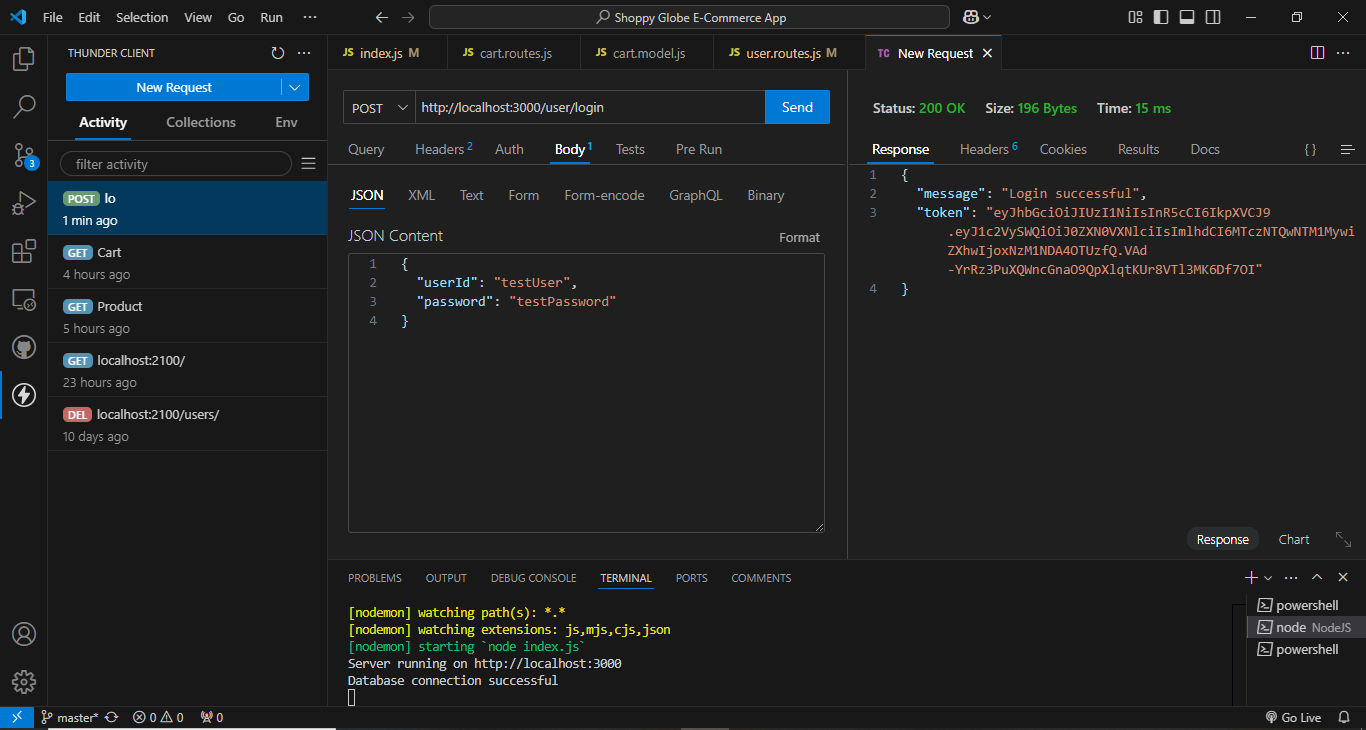 File Edit Selection View Go Run ··· Shoppy Globe E-Commerce App
THUNDER CLIENT
New Request
Activity Collections Env
filter activity
POST lo
1 min ago
GET Cart
4 hours ago
GET Product
5 hours ago
GET localhost:2100/
23 hours ago
DEL localhost:2100/users/
10 days ago
3
JS index.js M JS cart.routes.js JS cart.model.js JS user.routes.js M TC New Request
POST http://localhost:3000/user/login Send
Query Headers 2 Auth Body 1 Tests Pre Run
JSON XML Text Form Form-encode GraphQL Binary
JSON Content Format
1 {
2 "userId": "testUser",
3 "password": "testPassword"
4 }
Status: 200 OK Size: 196 Bytes Time: 15 ms
Response Headers 6 Cookies Results Docs { }
1 {
2 "message": "Login successful",
3 "token": "eyJhbGciOiJIUzI1NiIsInR5cCI6IkpXVCJ9
.eyJ1c2VySWQiOiJ0ZXN0VXNlciIsImlhdCI6MTczNTQwNTM1Mywi
ZXhwIjoxNzM1NDA4OTUzfQ.VAd
-YrRz3PuXQWncGnaO9QpXlqtKUr8VTl3MK6Df7OI"
4 }
Response Chart
PROBLEMS OUTPUT DEBUG CONSOLE TERMINAL PORTS COMMENTS
[nodemon] watching path(s): *.*
[nodemon] watching extensions: js,mjs,cjs,json
[nodemon] starting `node index.js`
Server running on http://localhost:3000
Database connection successful
powershell
node NodeJS
powershell
master* 0 0 0 Go Live